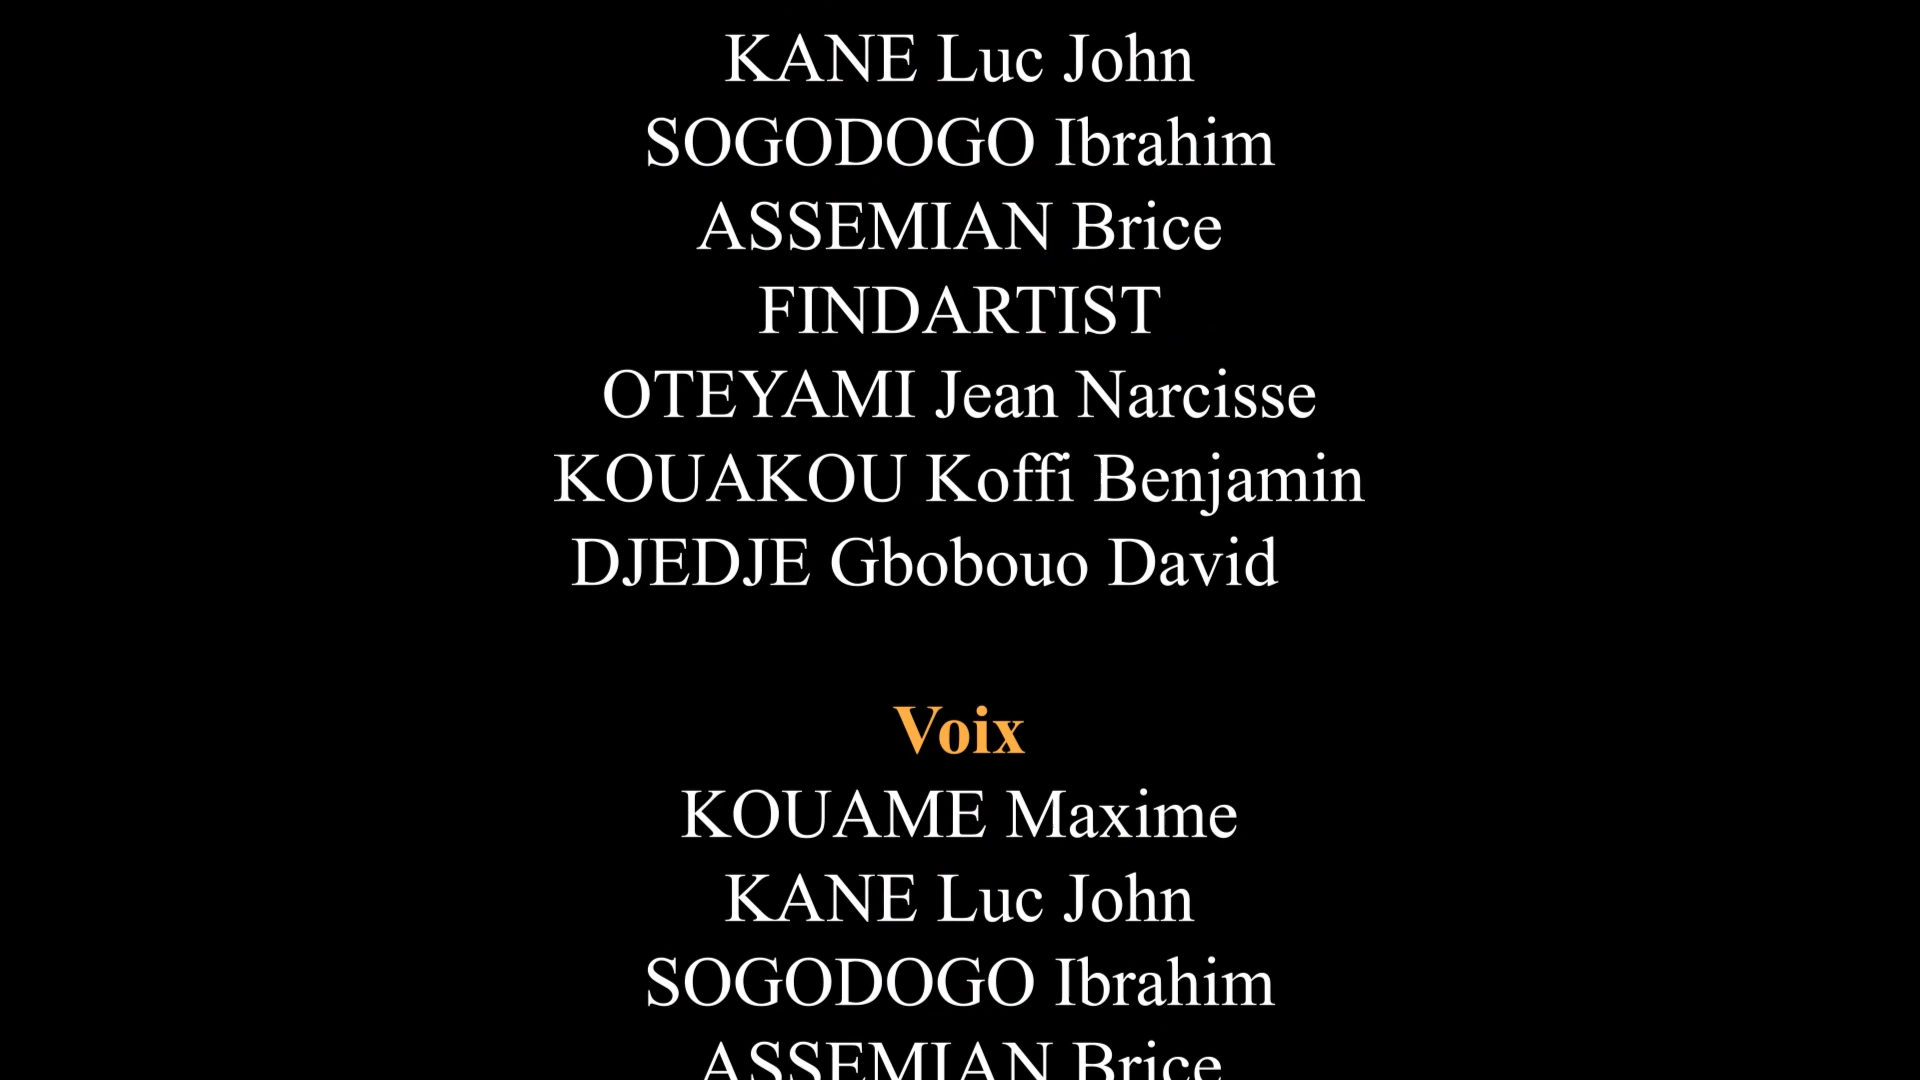 KANE Luc John
SOGODOGO Ibrahim
ASSEMIAN Brice
FINDARTIST
OTEYAMI Jean Narcisse
KOUAKOU Koffi Benjamin
DJEDJE Gbobouo David
Voix
KOUAME Maxime
KANE Luc John
SOGODOGO Ibrahim
ASSEMIAN Brice